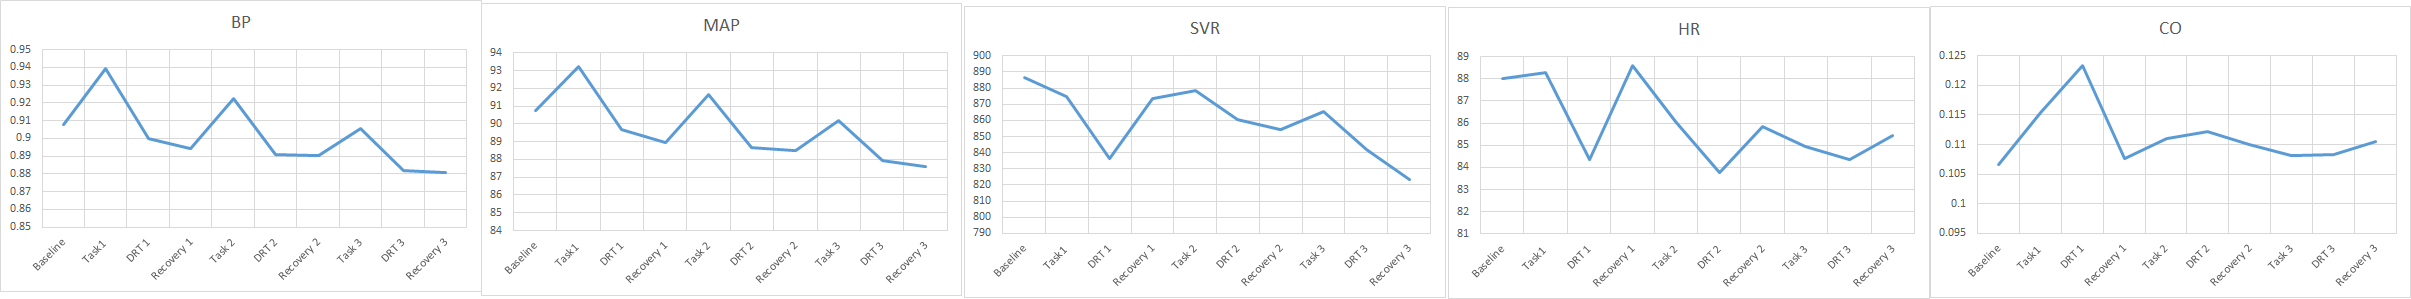 BP
0.95
0.94
0.93
0.92
0.91
0.9
0.89
0.88
0.87
0.86
0.85
Baseline
Task1
DRT 1
Recovery 1
Task 2
DRT 2
Recovery 2
Task 3
DRT 3
Recovery 3
MAP
94
93
92
91
90
89
88
87
86
85
84
Baseline
Task1
DRT 1
Recovery 1
Task 2
DRT 2
Recovery 2
Task 3
DRT 3
Recovery 3
SVR
900
890
880
870
860
850
840
830
820
810
800
790
Baseline
Task1
DRT 1
Recovery 1
Task 2
DRT 2
Recovery 2
Task 3
DRT 3
Recovery 3
HR
89
88
87
86
85
84
83
82
81
Baseline
Task1
DRT 1
Recovery 1
Task 2
DRT 2
Recovery 2
Task 3
DRT 3
Recovery 3
CO
0.125
0.12
0.115
0.11
0.105
0.1
0.095
Baseline
Task1
DRT 1
Recovery 1
Task 2
DRT 2
Recovery 2
Task 3
DRT 3
Recovery 3